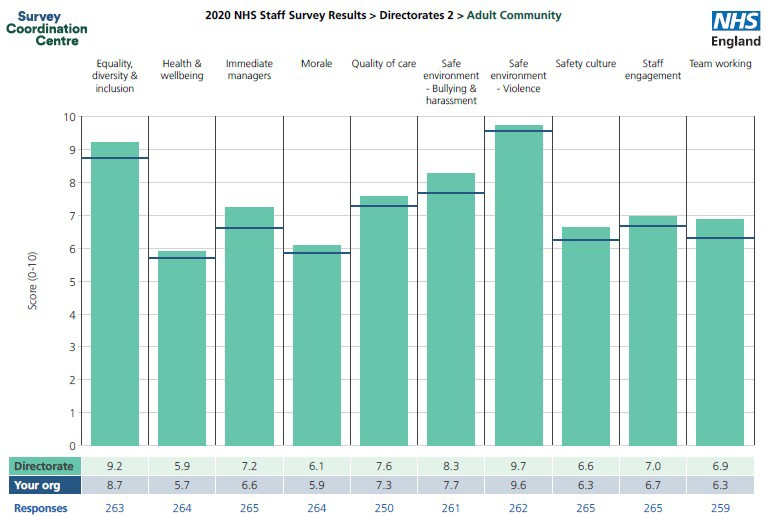 Survey
Coordination
Centre
2020 NHS Staff Survey Results > Directorates 2 > Adult Community
NHS
England
Equality,
diversity &
inclusion
Health &
wellbeing
Immediate
managers
Morale
Quality of care
Safe
environment
- Bullying &
harassment
Safe
environment
- Violence
Safety culture
Staff
engagement
Team working
Score (0-10)
10
9
8
7
6
5
4
3
2
1
0
Directorate 9.2 5.9 7.2 6.1 7.6 8.3 9.7 6.6 7.0 6.9
Your org 8.7 5.7 6.6 5.9 7.3 7.7 9.6 6.3 6.7 6.3
Responses 263 264 265 264 250 261 262 265 265 259